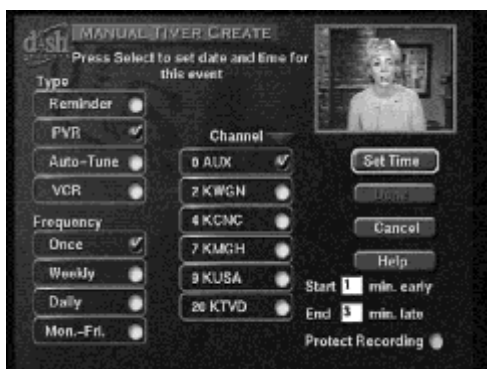 dish
MANUAL TIMER CREATE
Press Select to set date and time for
this event
Type
Reminder
PVR
Auto-Tune
VCR
Frequency
Once
Weekly
Daily
Mon.-Fri.
Channel
0 AUX
2 KWGN
4 KCNC
7 KMGH
9 KUSA
20 KTVD
Set Time
Done
Cancel
Help
Start 1 min. early
End 3 min. late
Protect Recording